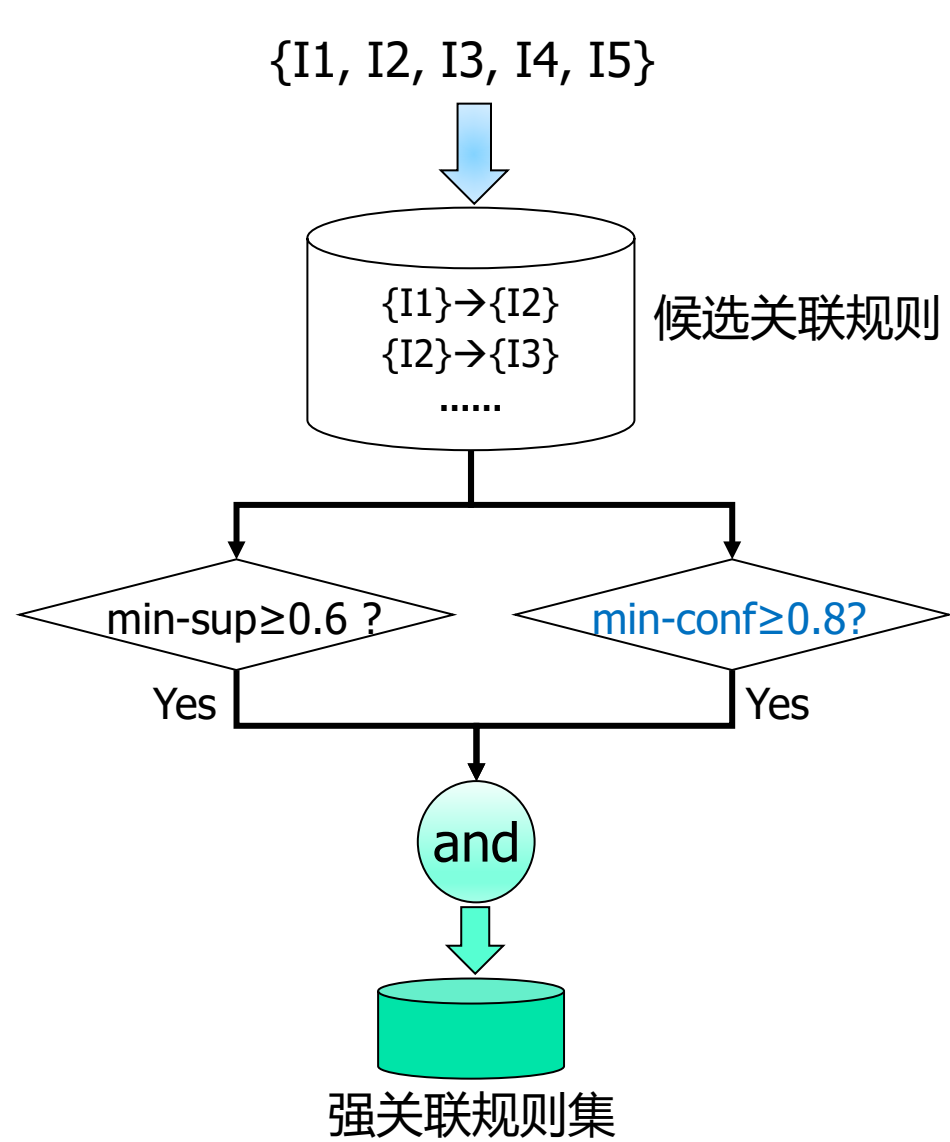 {I1, I2, I3, I4, I5}
{I1}→{I2}
{I2}→{I3}
......
候选关联规则
min-sup≥0.6 ?
min-conf≥0.8?
Yes
Yes
and
强关联规则集